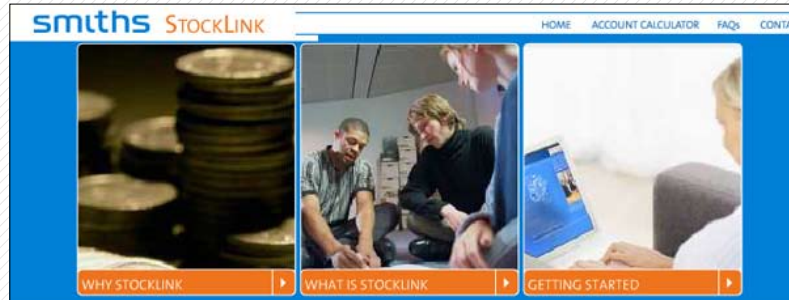 smiths STOCKLINK
HOME ACCOUNT CALCULATOR FAQs
WHY STOCKLINK WHAT IS STOCKLINK GETTING STARTED